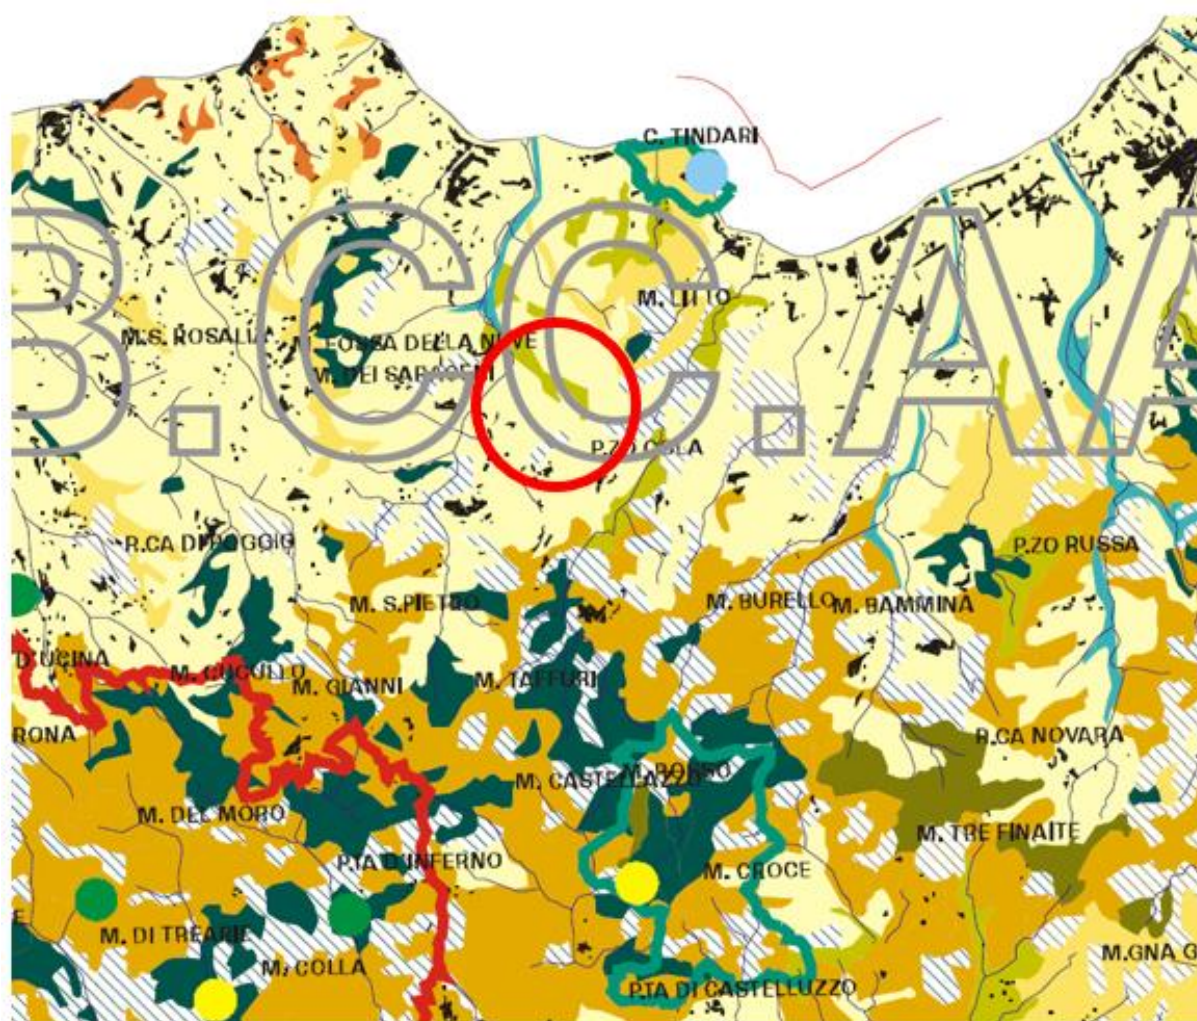 C. TINDARI
B.CC.AA
M. LITTO
M.S. ROSALIA
M. FOSSA DELLA NEVE
M. DEI SARACENI
P.ZO COLA
R.CA DI POGGIO
P.ZO RUSSA
M. S.PIETRO
M. BURELLO
M. BAMMINA
D'UCINA
M. CUCULLO
M. GIANNI
M. TAFFURI
RONA
R.CA NOVARA
M. ROSSO
M. CASTELLAZZO
M. DEL MORO
M. TRE FINAITE
P.TA D'INFERNO
M. CROCE
E
M. DI TREARIE
M. COLLA
M.GNA G
P.TA DI CASTELLUZZO